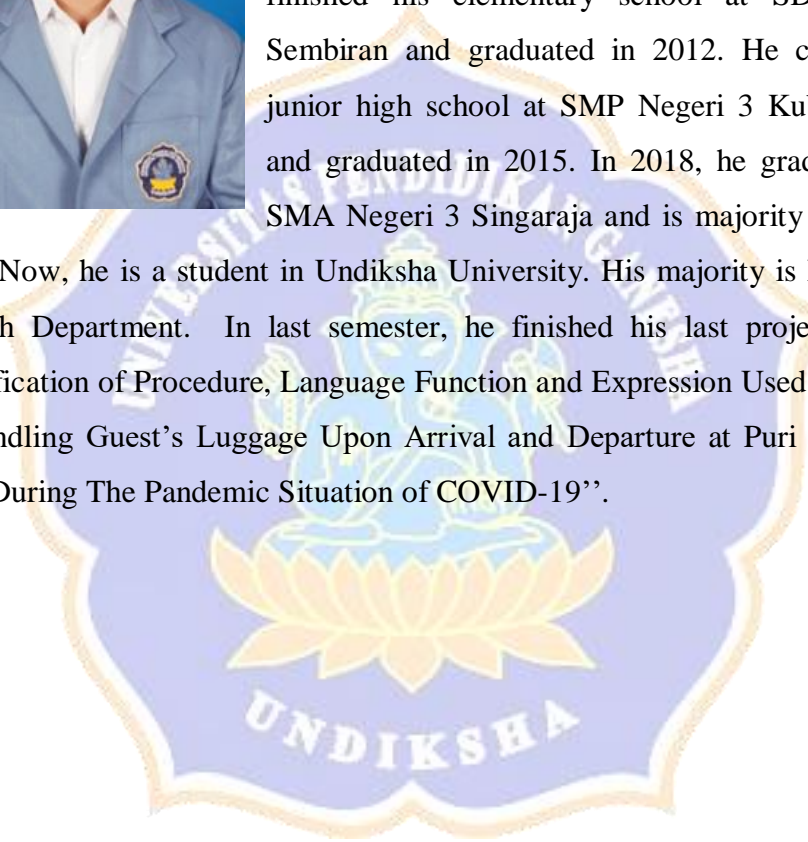 finished his elementary school at SD
Sembiran and graduated in 2012. He c
junior high school at SMP Negeri 3 Ku
and graduated in 2015. In 2018, he grad
SMA Negeri 3 Singaraja and is majority
Now, he is a student in Undiksha University. His majority is
h Department. In last semester, he finished his last proje
fication of Procedure, Language Function and Expression Used
ndling Guest’s Luggage Upon Arrival and Departure at Puri
During The Pandemic Situation of COVID-19’’.
UNIVERSITAS PENDIDIKAN GANESHA
UNDIKSHA